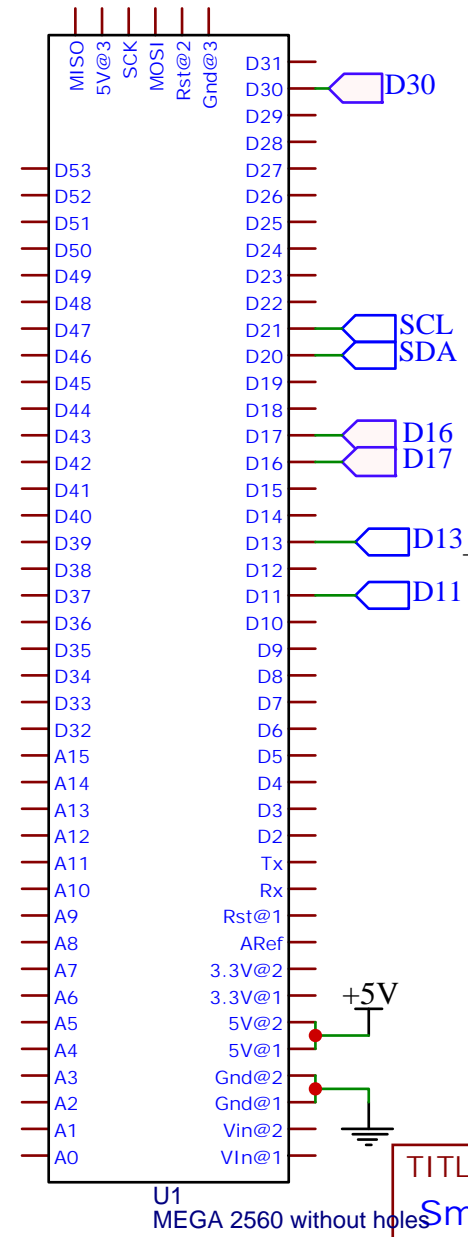 MISO 5V@3 SCK MOSI Rst@2 Gnd@3
D31
D30 D30
D29
D28
D53 D27
D52 D26
D51 D25
D50 D24
D49 D23
D48 D22
D47 D21 SCL
D46 D20 SDA
D45 D19
D44 D18
D43 D17 D16
D42 D16 D17
D41 D15
D40 D14
D39 D13 D13_
D38 D12
D37 D11 D11
D36 D10
D35 D9
D34 D8
D33 D7
D32 D6
A15 D5
A14 D4
A13 D3
A12 D2
A11 Tx
A10 Rx
A9 Rst@1
A8 ARef
A7 3.3V@2
A6 3.3V@1 +5V
A5 5V@2
A4 5V@1
A3 Gnd@2
A2 Gnd@1
A1 Vin@2
A0 VIn@1
TITL
U1
MEGA 2560 without holes
Sm